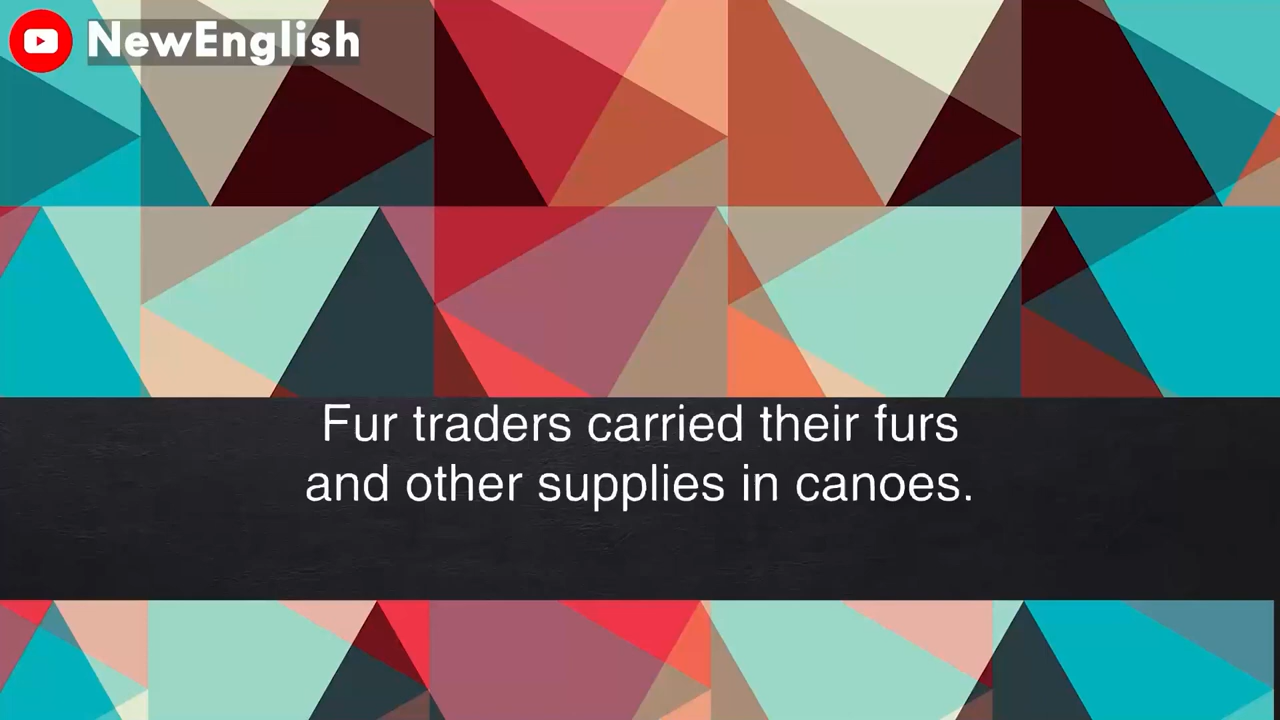 NewEnglish
Fur traders carried their furs
and other supplies in canoes.